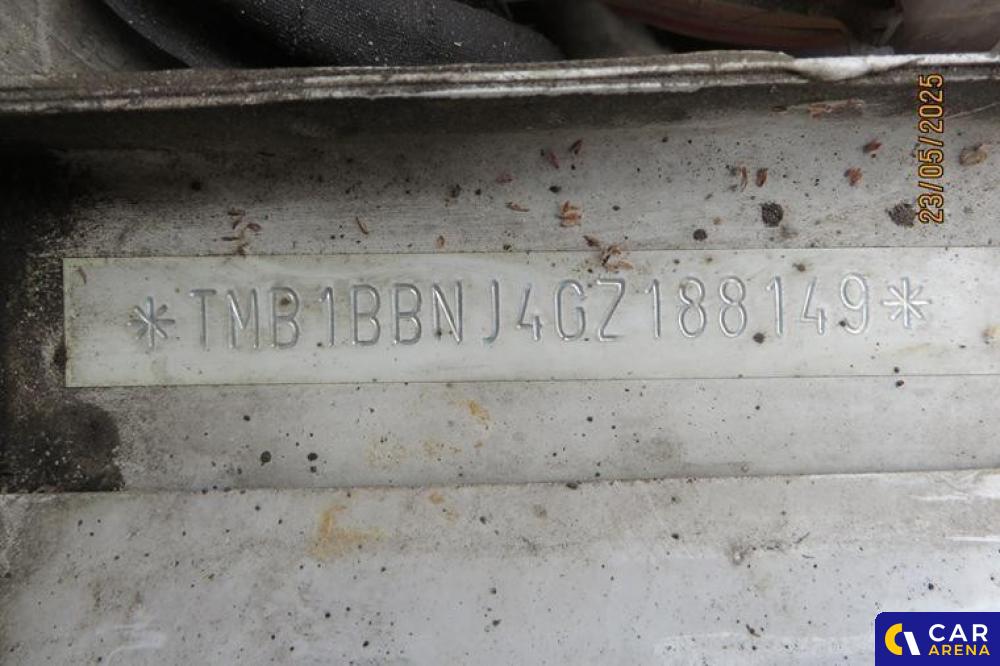 23/05/2025
*TMB1BBNJ4GZ188149*
CAR
ARENA